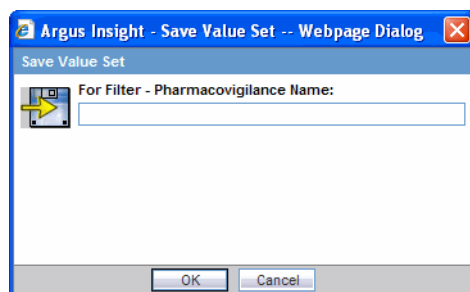 Argus Insight - Save Value Set -- Webpage Dialog
Save Value Set
For Filter - Pharmacovigilance Name:
OK Cancel